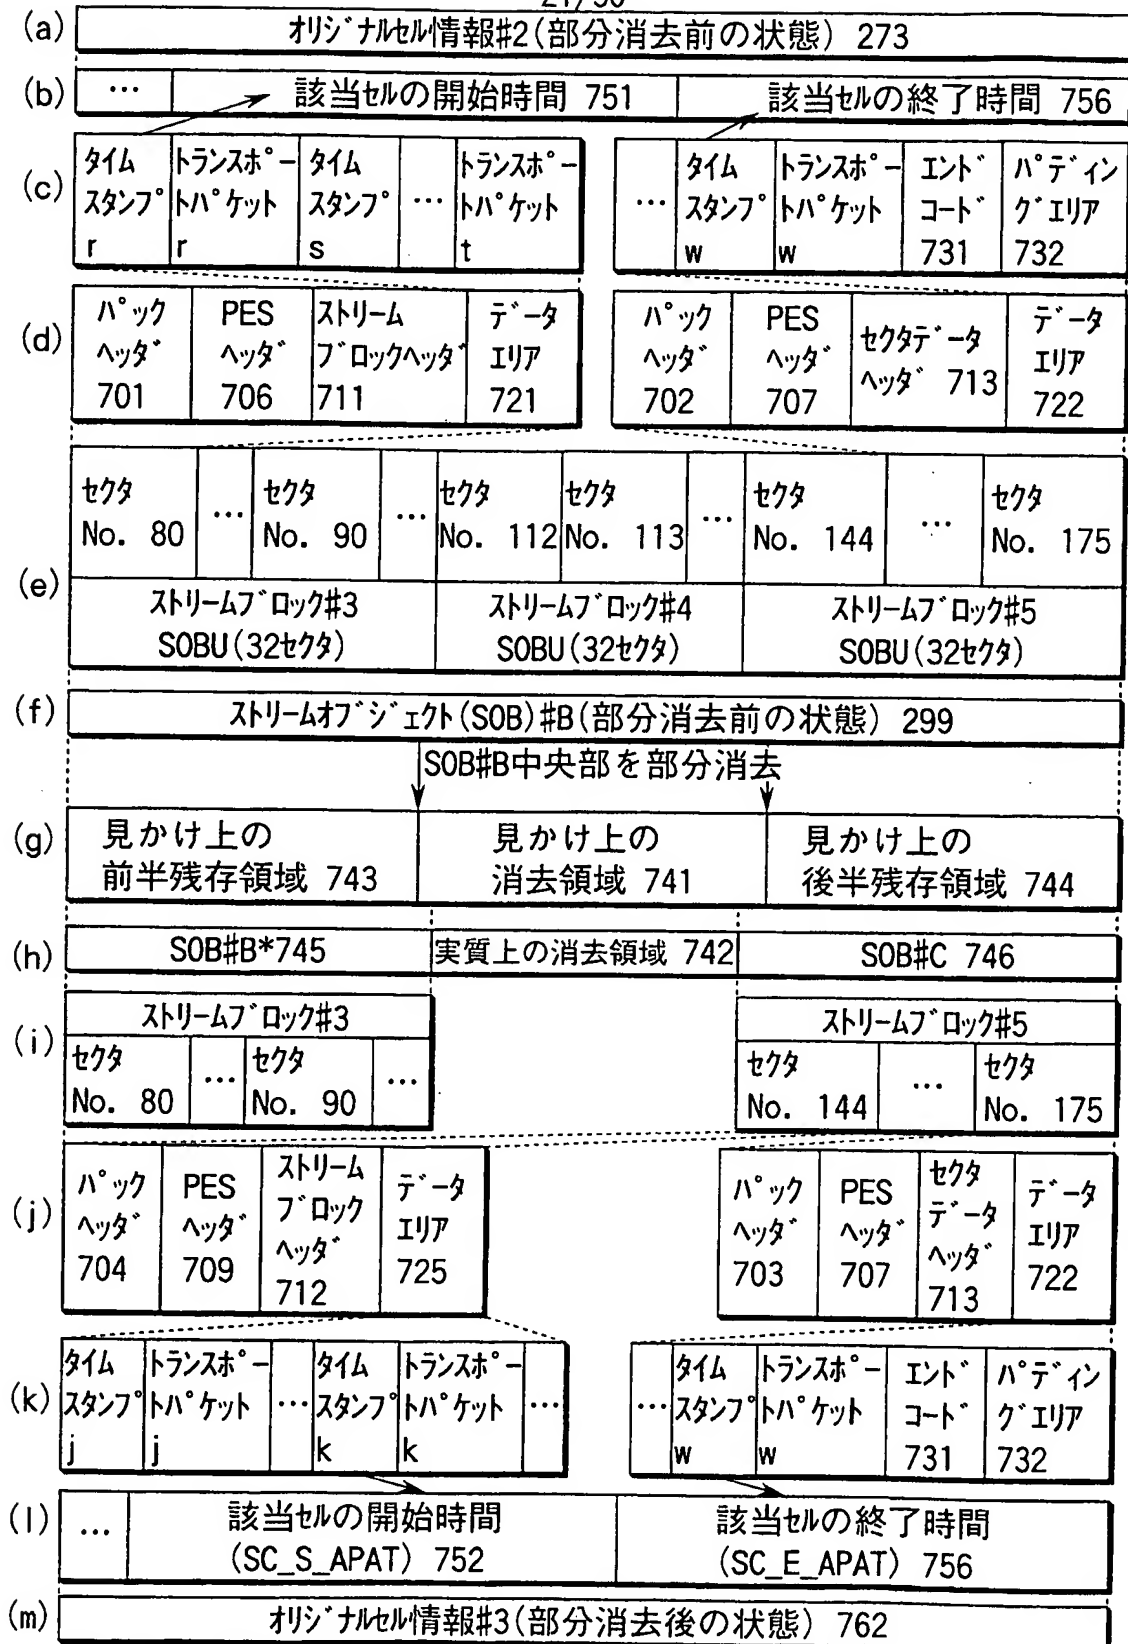 (a) オリジナルセル情報#2(部分消去前の状態) 273
(b) … 該当セルの開始時間 751 該当セルの終了時間 756
(c)
タイム
スタンプ
r
トランスポー
トパケット
r
タイム
スタンプ
s
…
トランスポー
トパケット
t
…
タイム
スタンプ
w
トランスポー
トパケット
w
エンド
コード
731
パディン
グエリア
732
(d)
パック
ヘッダ
701
PES
ヘッダ
706
ストリーム
ブロックヘッダ
711
データ
エリア
721
パック
ヘッダ
702
PES
ヘッダ
707
セクタデータ
ヘッダ 713
データ
エリア
722
(e)
セクタ
No. 80
…
セクタ
No. 90
…
セクタ
No. 112
セクタ
No. 113
…
セクタ
No. 144
…
セクタ
No. 175
ストリームブロック#3
SOBU(32セクタ)
ストリームブロック#4
SOBU(32セクタ)
ストリームブロック#5
SOBU(32セクタ)
(f) ストリームオブジェクト(SOB)#B(部分消去前の状態) 299
SOB#B中央部を部分消去
(g)
見かけ上の
前半残存領域 743
見かけ上の
消去領域 741
見かけ上の
後半残存領域 744
(h) SOB#B*745 実質上の消去領域 742 SOB#C 746
(i)
ストリームブロック#3
セクタ
No. 80
…
セクタ
No. 90
…
ストリームブロック#5
セクタ
No. 144
…
セクタ
No. 175
(j)
パック
ヘッダ
704
PES
ヘッダ
709
ストリーム
ブロック
ヘッダ
712
データ
エリア
725
パック
ヘッダ
703
PES
ヘッダ
707
セクタ
データ
ヘッダ
713
データ
エリア
722
(k)
タイム
スタンプ
j
トランスポー
トパケット
j
…
タイム
スタンプ
k
トランスポー
トパケット
k
…
…
タイム
スタンプ
w
トランスポー
トパケット
w
エンド
コード
731
パディン
グエリア
732
(l)
…
該当セルの開始時間
(SC_S_APAT) 752
該当セルの終了時間
(SC_E_APAT) 756
(m) オリジナルセル情報#3(部分消去後の状態) 762